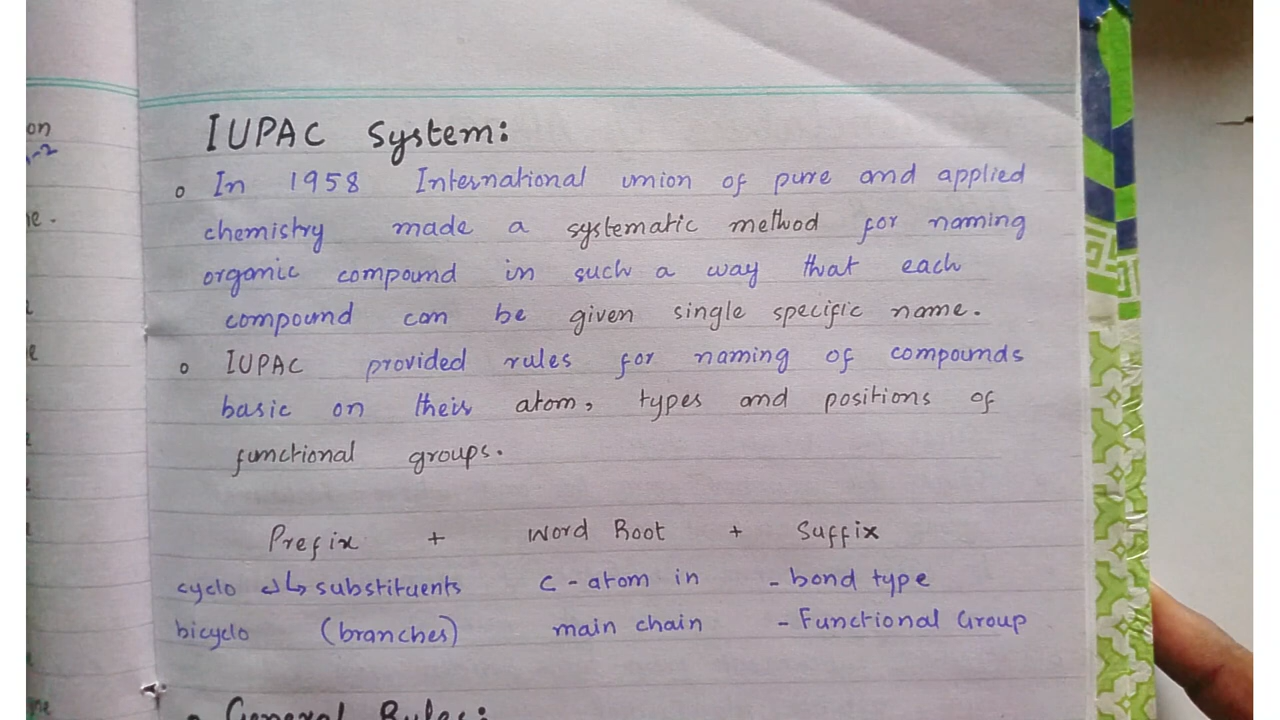 IUPAC System:
o In 1958 International union of pure and applied
chemistry made a systematic method for naming
organic compound in such a way that each
compound can be given single specific name.
o IUPAC provided rules for naming of compounds
basic on their atom, types and positions of
functional groups.
Prefix + Word Root + Suffix
cyclo ↲↳ substituents C-atom in - bond type
bicyclo (branches) main chain - Functional Group
• General Rules: